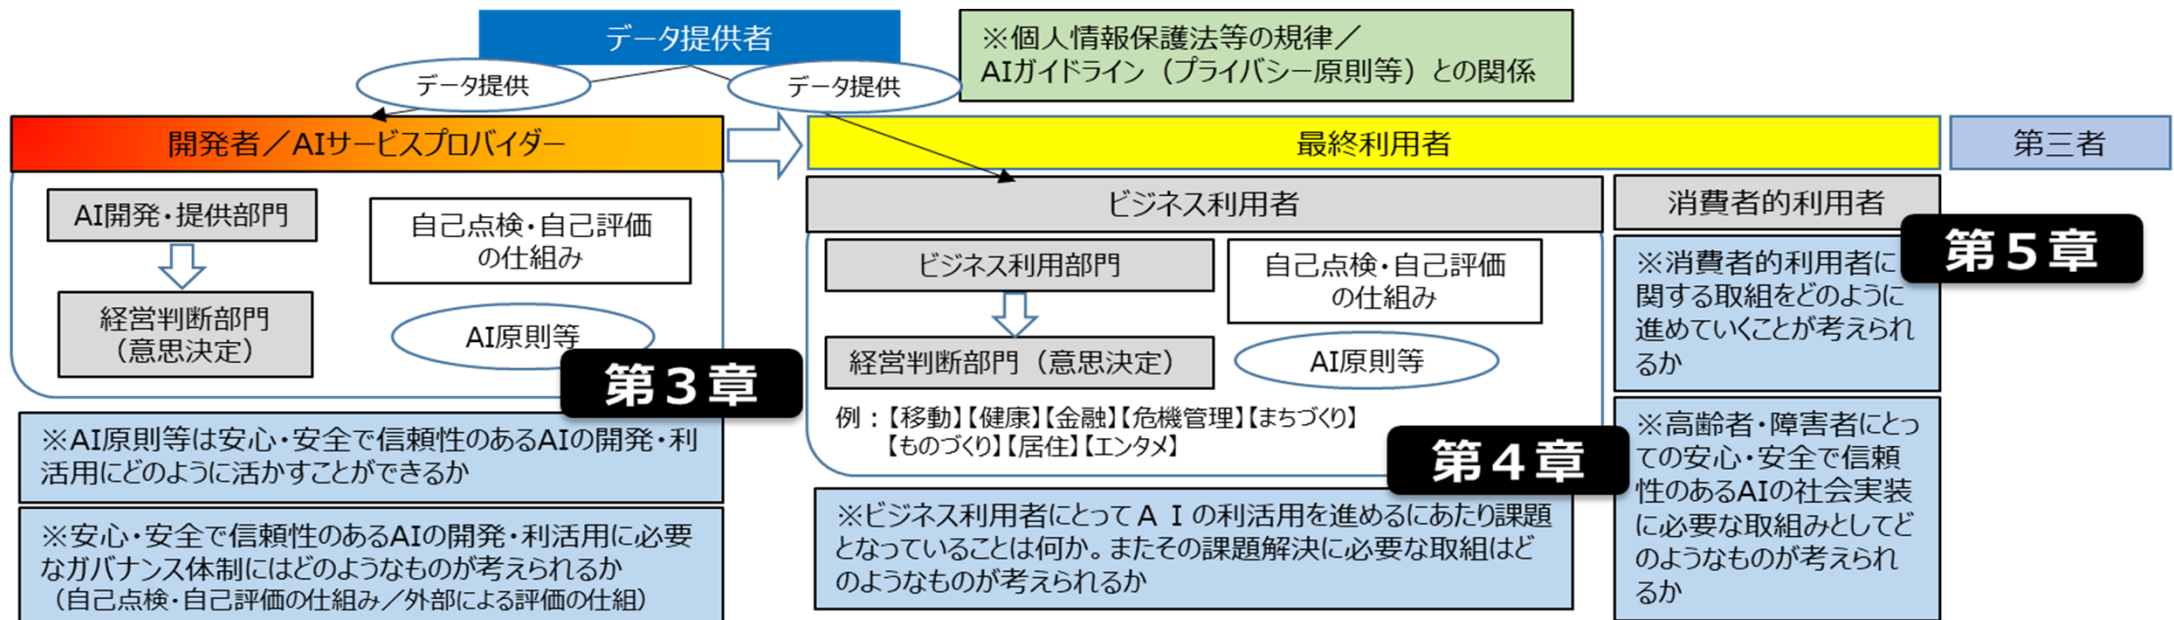 データ提供者
※個人情報保護法等の規律／
AIガイドライン（プライバシー原則等）との関係
データ提供
データ提供
開発者／AIサービスプロバイダー
最終利用者
第三者
AI開発・提供部門
自己点検・自己評価
の仕組み
経営判断部門
（意思決定）
AI原則等
第３章
※AI原則等は安心・安全で信頼性のあるAIの開発・利
活用にどのように活かすことができるか
※安心・安全で信頼性のあるAIの開発・利活用に必要
なガバナンス体制にはどのようなものが考えられるか
（自己点検・自己評価の仕組み／外部による評価の仕組）
ビジネス利用者
ビジネス利用部門
自己点検・自己評価
の仕組み
経営判断部門（意思決定）
AI原則等
例：【移動】【健康】【金融】【危機管理】【まちづくり】
【ものづくり】【居住】【エンタメ】
第４章
※ビジネス利用者にとってＡＩの利活用を進めるにあたり課題
となっていることは何か。またその課題解決に必要な取組はど
のようなものが考えられるか
消費者的利用者
第５章
※消費者的利用者に
関する取組をどのように
進めていくことが考えられ
るか
※高齢者・障害者にとっ
ての安心・安全で信頼
性のあるAIの社会実装
に必要な取組みとしてど
のようなものが考えられ
るか